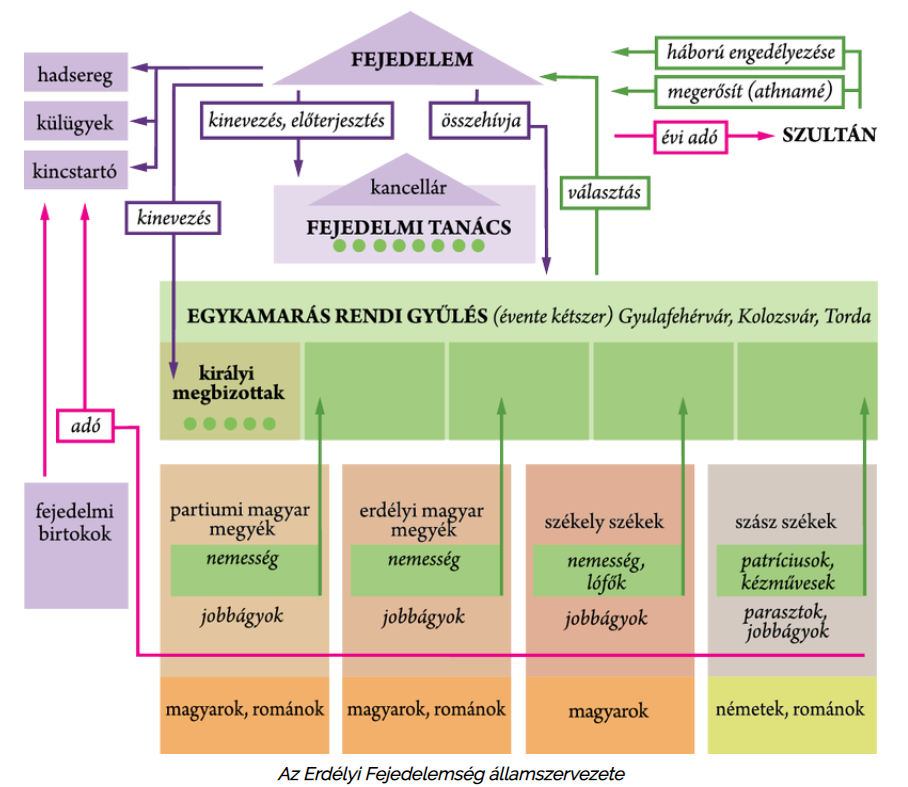 FEJEDELEM
háború engedélyezése
megerősít (athnamé)
évi adó
SZULTÁN
hadsereg
külügyek
kincstartó
kinevezés, előterjesztés
összehívja
kancellár
FEJEDELMI TANÁCS
kinevezés
választás
EGYKAMARÁS RENDI GYŰLÉS (évente kétszer) Gyulafehérvár, Kolozsvár, Torda
királyi
megbizottak
adó
fejedelmi
birtokok
partiumi magyar
megyék
nemesség
jobbágyok
magyarok, románok
erdélyi magyar
megyék
nemesség
jobbágyok
magyarok, románok
székely székek
nemesség,
lófők
jobbágyok
magyarok
szász székek
patríciusok,
kézművesek
parasztok,
jobbágyok
németek, románok
Az Erdélyi Fejedelemség államszervezete